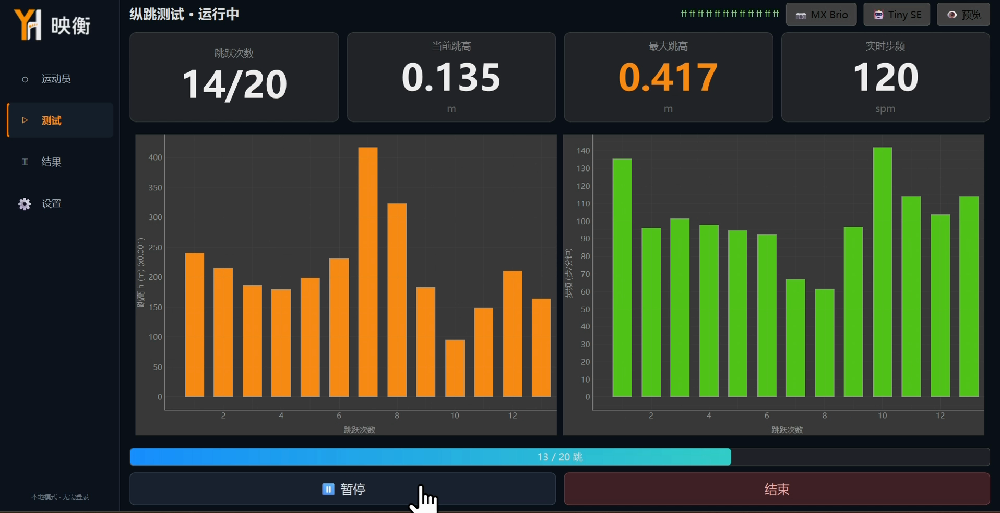 YH 映衡
运动员
测试
结果
设置
本地模式 · 无需登录
纵跳测试 · 运行中
ff ff ff ff ff ff ff ff ff ff ff ff
MX Brio
Tiny SE
预览
跳跃次数
14/20
当前跳高
0.135
m
最大跳高
0.417
m
实时步频
120
spm
跳高 h (m) (x0.001)
400
350
300
250
200
150
100
50
0
2 4 6 8 10 12
跳跃次数
步频 (步/分钟)
140
130
120
110
100
90
80
70
60
50
40
30
20
10
0
2 4 6 8 10 12
跳跃次数
13 / 20 跳
暂停
结束